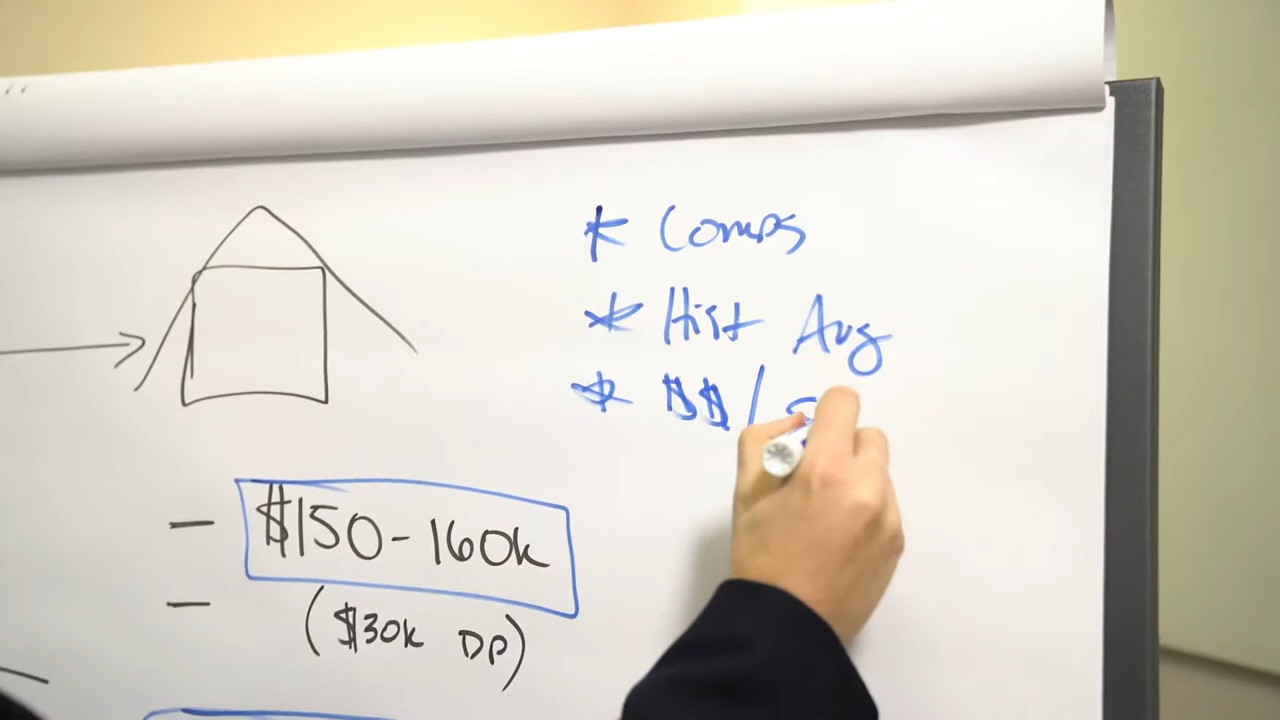 * Comps
* Hist Avg
* $$/
- $150-160k
- ($30k DP)